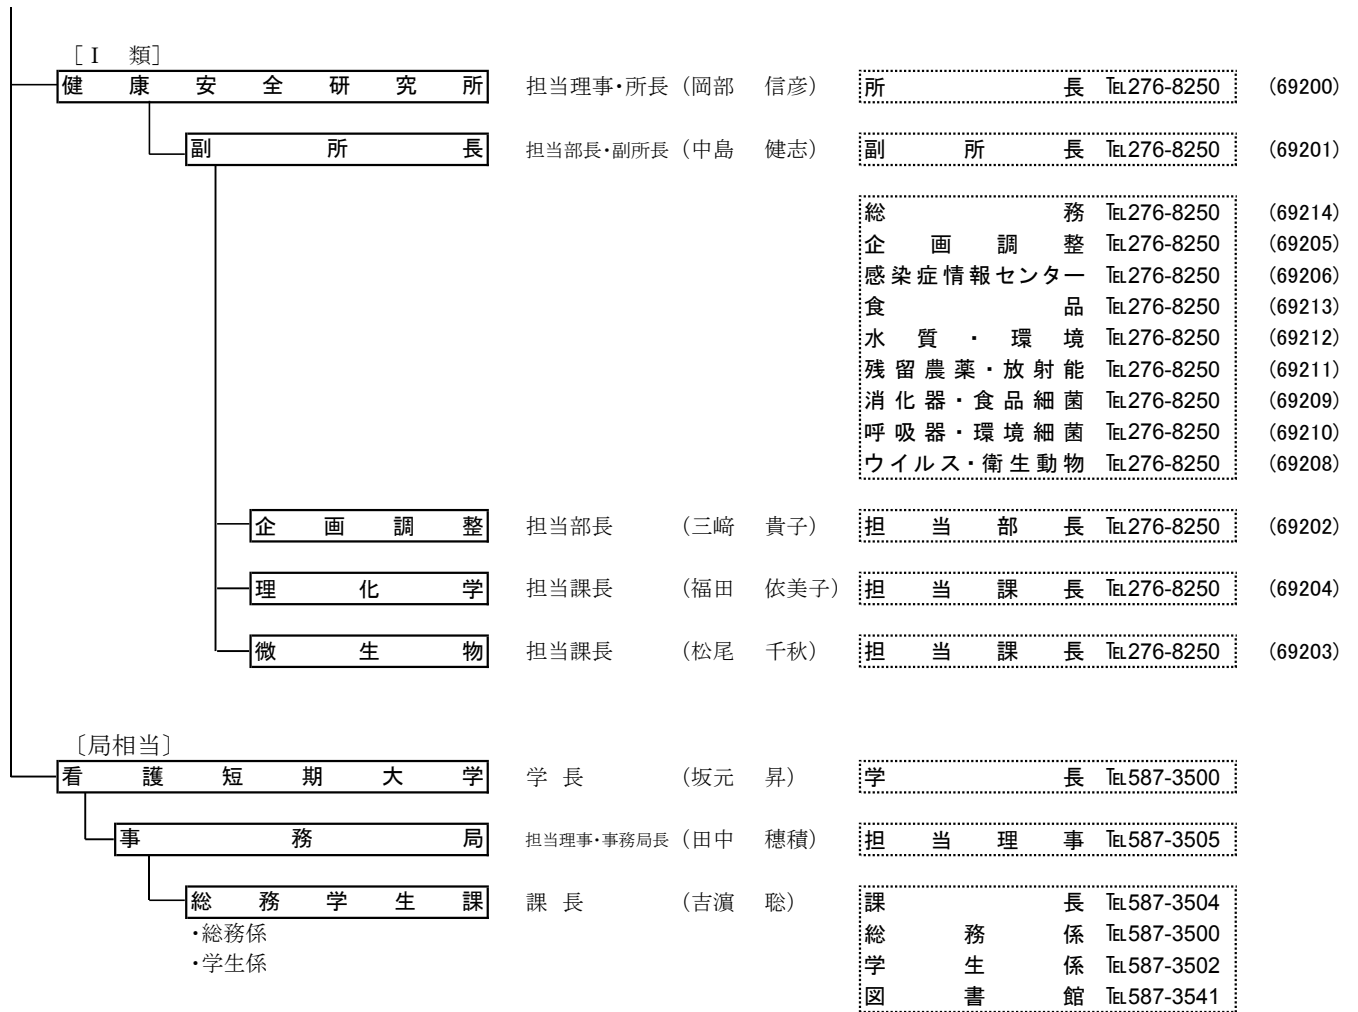 ［Ⅰ　類］
健康安全研究所　担当理事・所長（岡部　信彦）　所長　℡276-8250　(69200)
副所長　担当部長・副所長（中島　健志）　副所長　℡276-8250　(69201)
総務　℡276-8250　(69214)
企画調整　℡276-8250　(69205)
感染症情報センター　℡276-8250　(69206)
食品　℡276-8250　(69213)
水質・環境　℡276-8250　(69212)
残留農薬・放射能　℡276-8250　(69211)
消化器・食品細菌　℡276-8250　(69209)
呼吸器・環境細菌　℡276-8250　(69210)
ウイルス・衛生動物　℡276-8250　(69208)
企画調整　担当部長　（三﨑　貴子）　担当部長　℡276-8250　(69202)
理化学　担当課長　（福田　依美子）　担当課長　℡276-8250　(69204)
微生物　担当課長　（松尾　千秋）　担当課長　℡276-8250　(69203)
〔局相当〕
看護短期大学　学長　（坂元　昇）　学長　℡587-3500
事務局　担当理事・事務局長（田中　穂積）　担当理事　℡587-3505
総務学生課　課長　（吉濵　聡）　課長　℡587-3504
・総務係　総務係　℡587-3500
・学生係　学生係　℡587-3502
図書館　℡587-3541